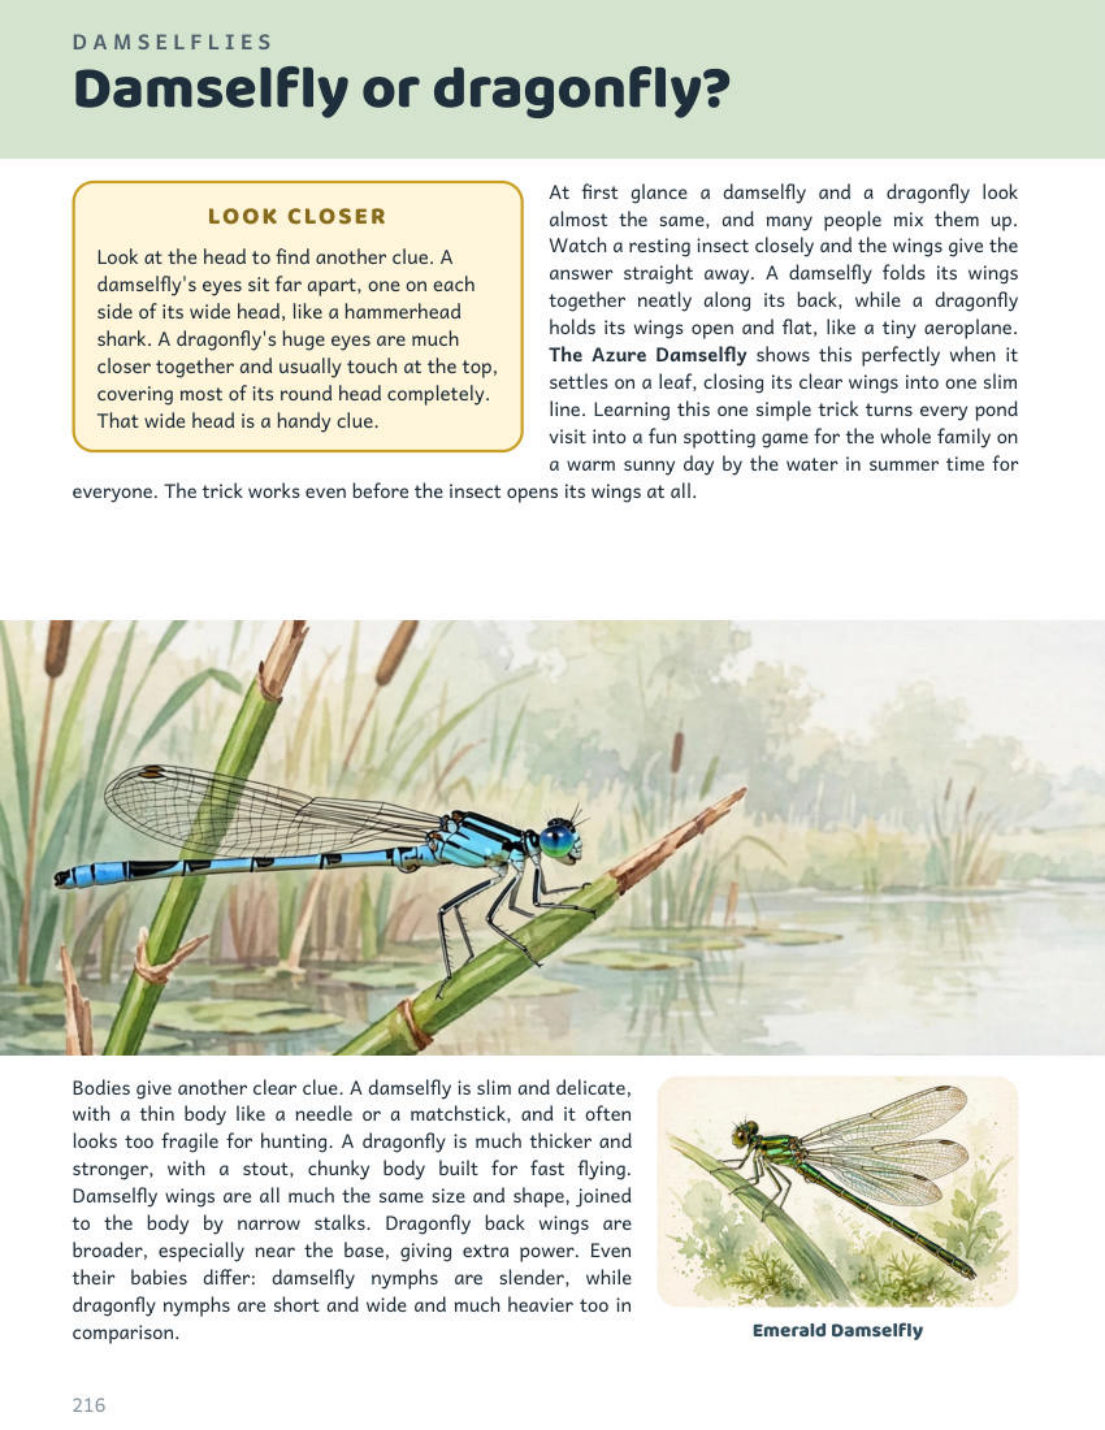 DAMSELFLIES
Damselfly or dragonfly?
LOOK CLOSER
Look at the head to find another clue. A
damselfly's eyes sit far apart, one on each
side of its wide head, like a hammerhead
shark. A dragonfly's huge eyes are much
closer together and usually touch at the top,
covering most of its round head completely.
That wide head is a handy clue.
At first glance a damselfly and a dragonfly look
almost the same, and many people mix them up.
Watch a resting insect closely and the wings give the
answer straight away. A damselfly folds its wings
together neatly along its back, while a dragonfly
holds its wings open and flat, like a tiny aeroplane.
The Azure Damselfly shows this perfectly when it
settles on a leaf, closing its clear wings into one slim
line. Learning this one simple trick turns every pond
visit into a fun spotting game for the whole family on
a warm sunny day by the water in summer time for
everyone. The trick works even before the insect opens its wings at all.
Bodies give another clear clue. A damselfly is slim and delicate,
with a thin body like a needle or a matchstick, and it often
looks too fragile for hunting. A dragonfly is much thicker and
stronger, with a stout, chunky body built for fast flying.
Damselfly wings are all much the same size and shape, joined
to the body by narrow stalks. Dragonfly back wings are
broader, especially near the base, giving extra power. Even
their babies differ: damselfly nymphs are slender, while
dragonfly nymphs are short and wide and much heavier too in
comparison.
Emerald Damselfly
216